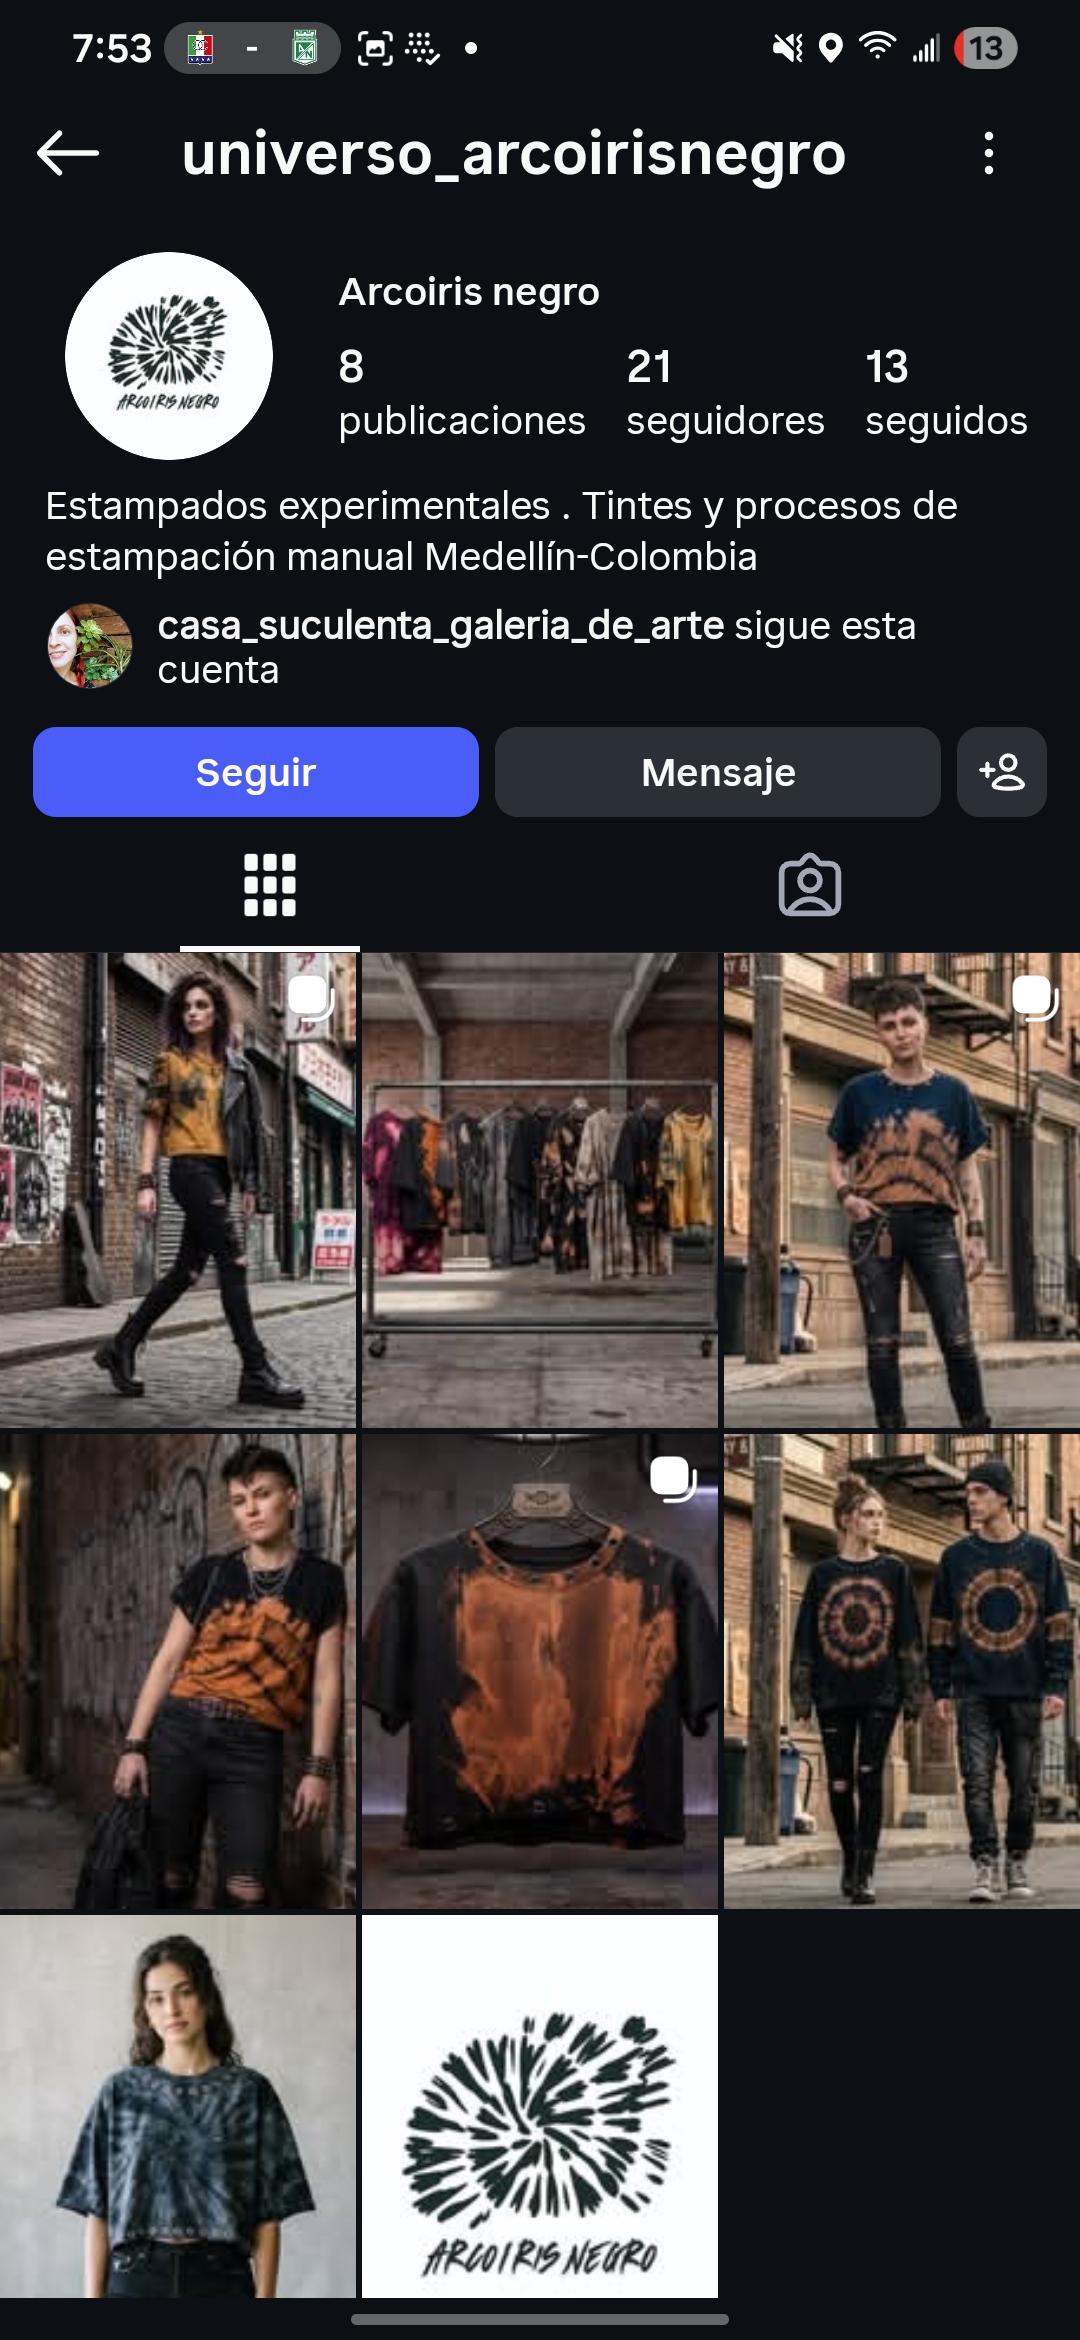 7:53
-
13
universo_arcoirisnegro
Arcoiris negro
8 21 13
publicaciones seguidores seguidos
Estampados experimentales . Tintes y procesos de
estampación manual Medellín-Colombia
casa_suculenta_galeria_de_arte sigue esta
cuenta
Seguir Mensaje
ARCOIRIS NEGRO
ARCOIRIS NEGRO